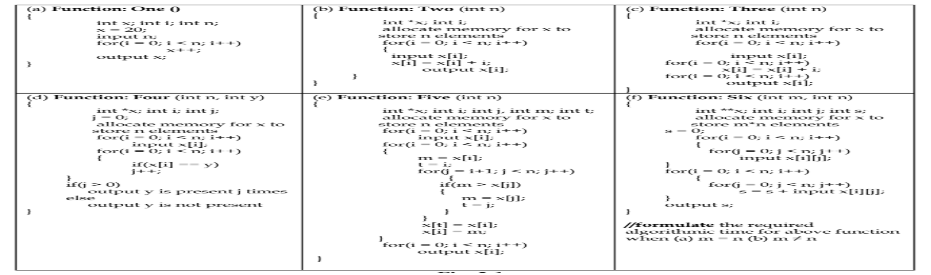 (a) Function: One ()
{
int x; int i; int n;
x = 20;
input n;
for(i = 0; i < n; i++)
x++;
output x;
}
(b) Function: Two (int n)
{
int *x; int i;
allocate memory for x to
store n elements
for(i = 0; i < n; i++)
{
input x[i];
x[i] = x[i] + i;
output x[i];
}
}
(c) Function: Three (int n)
{
int *x; int i;
allocate memory for x to
store n elements
for(i = 0; i < n; i++)
input x[i];
for(i = 0; i < n; i++)
x[i] = x[i] + i;
for(i = 0; i < n; i++)
output x[i];
}
(d) Function: Four (int n, int y)
{
int *x; int i; int j;
j = 0;
allocate memory for x to
store n elements
for(i = 0; i < n; i++)
input x[i];
for(i = 0; i < n; i++)
{
if(x[i] == y)
j++;
}
if(j > 0)
output y is present j times
else
output y is not present
}
(e) Function: Five (int n)
{
int *x; int i; int j, int m; int t;
allocate memory for x to
store n elements
for(i = 0; i < n; i++)
input x[i];
for(i = 0; i < n; i++)
{
m = x[i];
t = i;
for(j = i+1; j < n; j++)
{
if(m > x[j])
{
m = x[j];
t = j;
}
}
x[t] = x[i];
x[i] = m;
}
for(i = 0; i < n; i++)
output x[i];
}
(f) Function: Six (int m, int n)
{
int **x; int i; int j; int s;
allocate memory for x to
store m*n elements
s = 0;
for(i = 0; i < n; i++)
{
for(j = 0; j < n; j++)
input x[i][j];
}
for(i = 0; i < n; i++)
{
for(j = 0; j < n; j++)
s = s + input x[i][j];
}
output s;
}
//formulate the required
algorithmic time for above function
when (a) m = n (b) m ≠ n